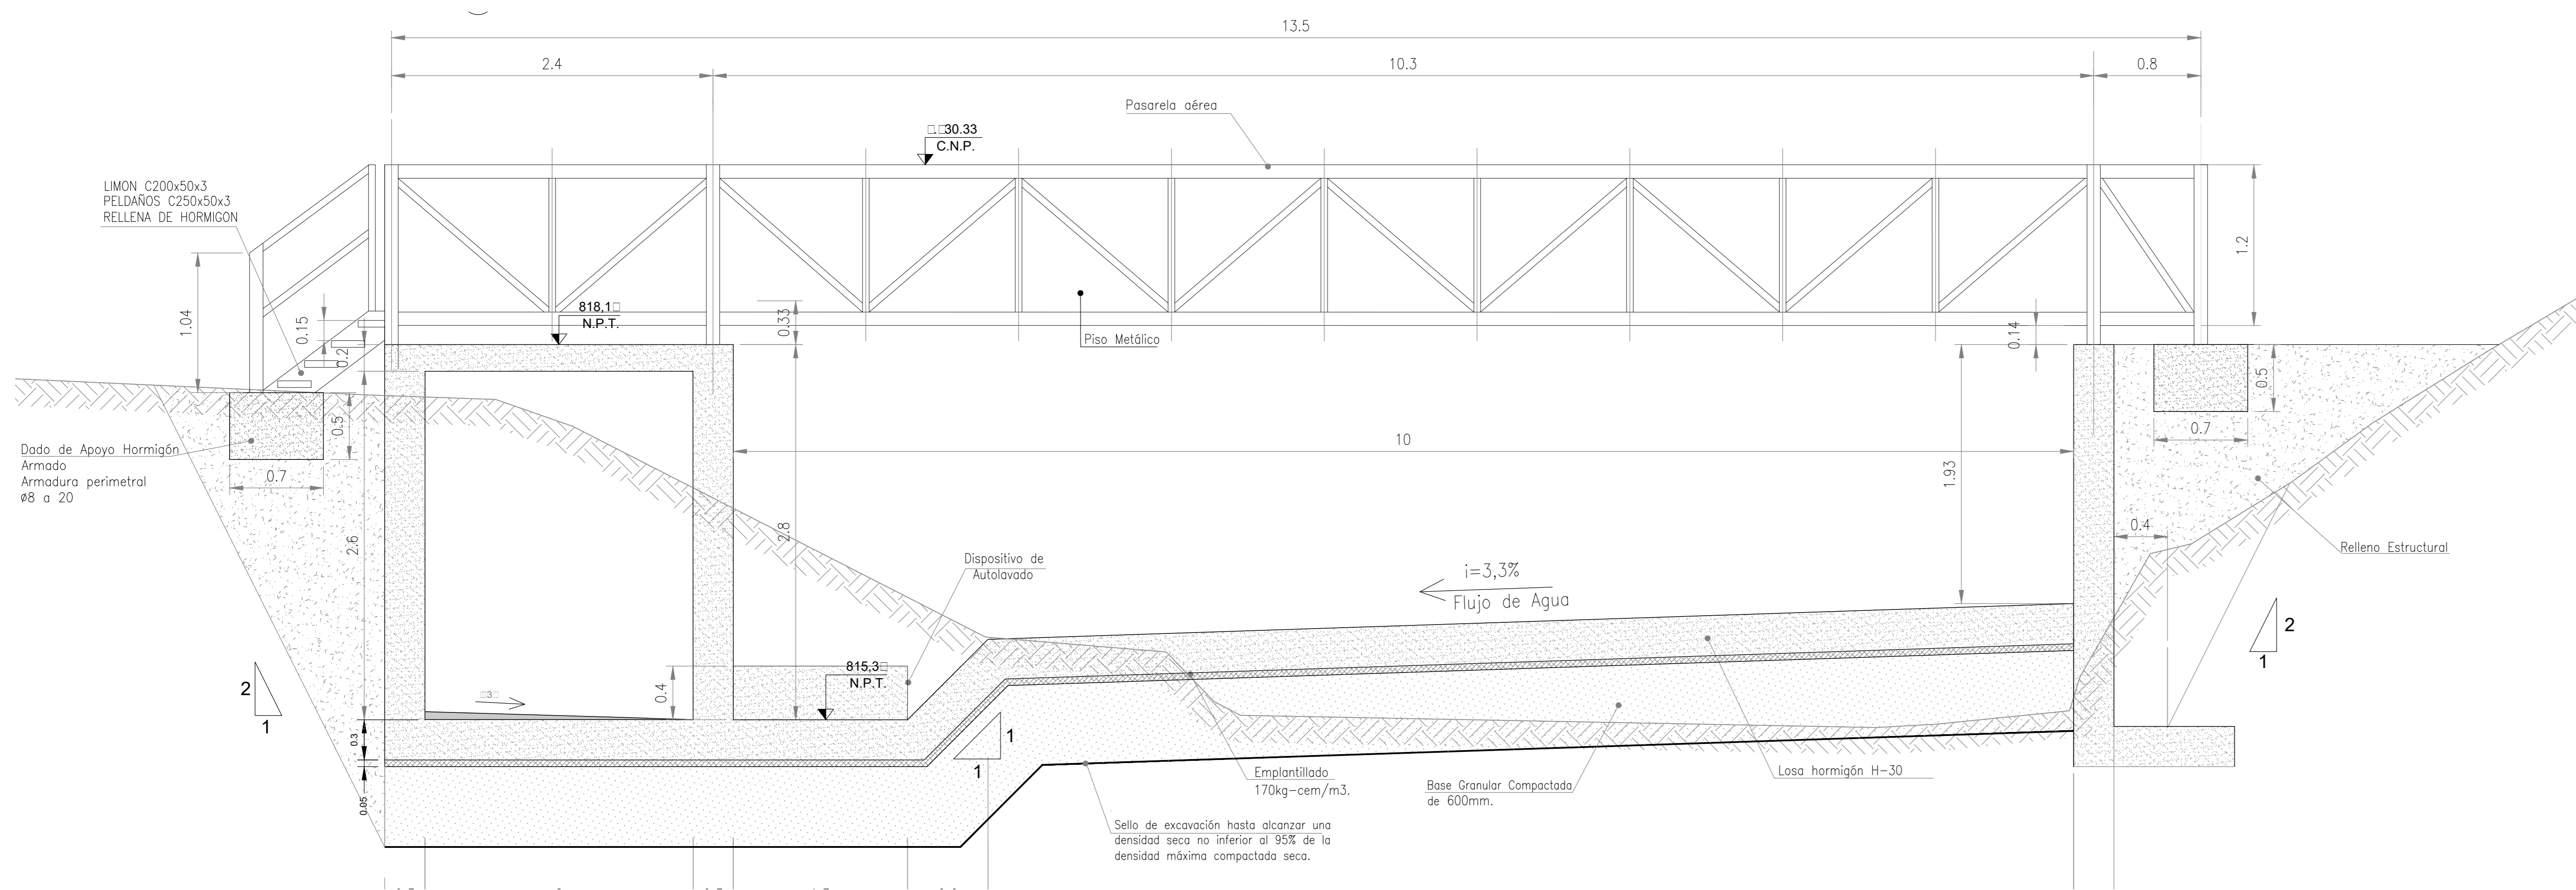 13.5
2.4
10.3
0.8
Pasarela aérea
30.33
C.N.P.
LIMON C200x50x3
PELDAÑOS C250x50x3
RELLENA DE HORMIGON
1.04
0.15
0.2
818,1
N.P.T.
0.33
Piso Metálico
1.2
0.14
0.5
0.7
Dado de Apoyo Hormigón
Armado
Armadura perimetral
ø8 a 20
0.5
0.7
10
1.93
2.6
2.8
0.4
Relleno Estructural
Dispositivo de
Autolavado
i=3,3%
Flujo de Agua
2
1
2
1
0.4
815,3
N.P.T.
0.3
0.05
1
1
Emplantillado
170kg-cem/m3.
Base Granular Compactada
de 600mm.
Losa hormigón H-30
Sello de excavación hasta alcanzar una
densidad seca no inferior al 95% de la
densidad máxima compactada seca.